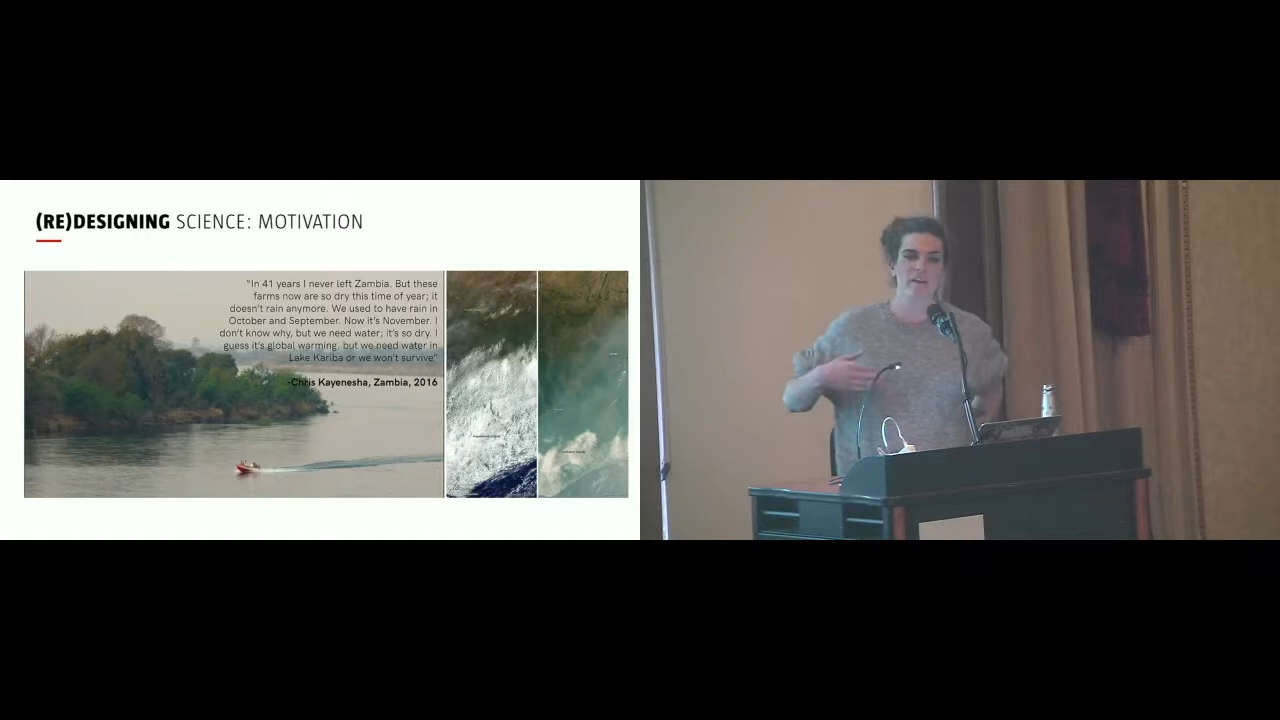 (RE)DESIGNING SCIENCE: MOTIVATION
"In 41 years I never left Zambia. But these
farms now are so dry this time of year; it
doesn't rain anymore. We used to have rain in
October and September. Now it's November. I
don't know why, but we need water; it's so dry. I
guess it's global warming, but we need water in
Lake Kariba or we won't survive"
-Chris Kayenesha, Zambia, 2016